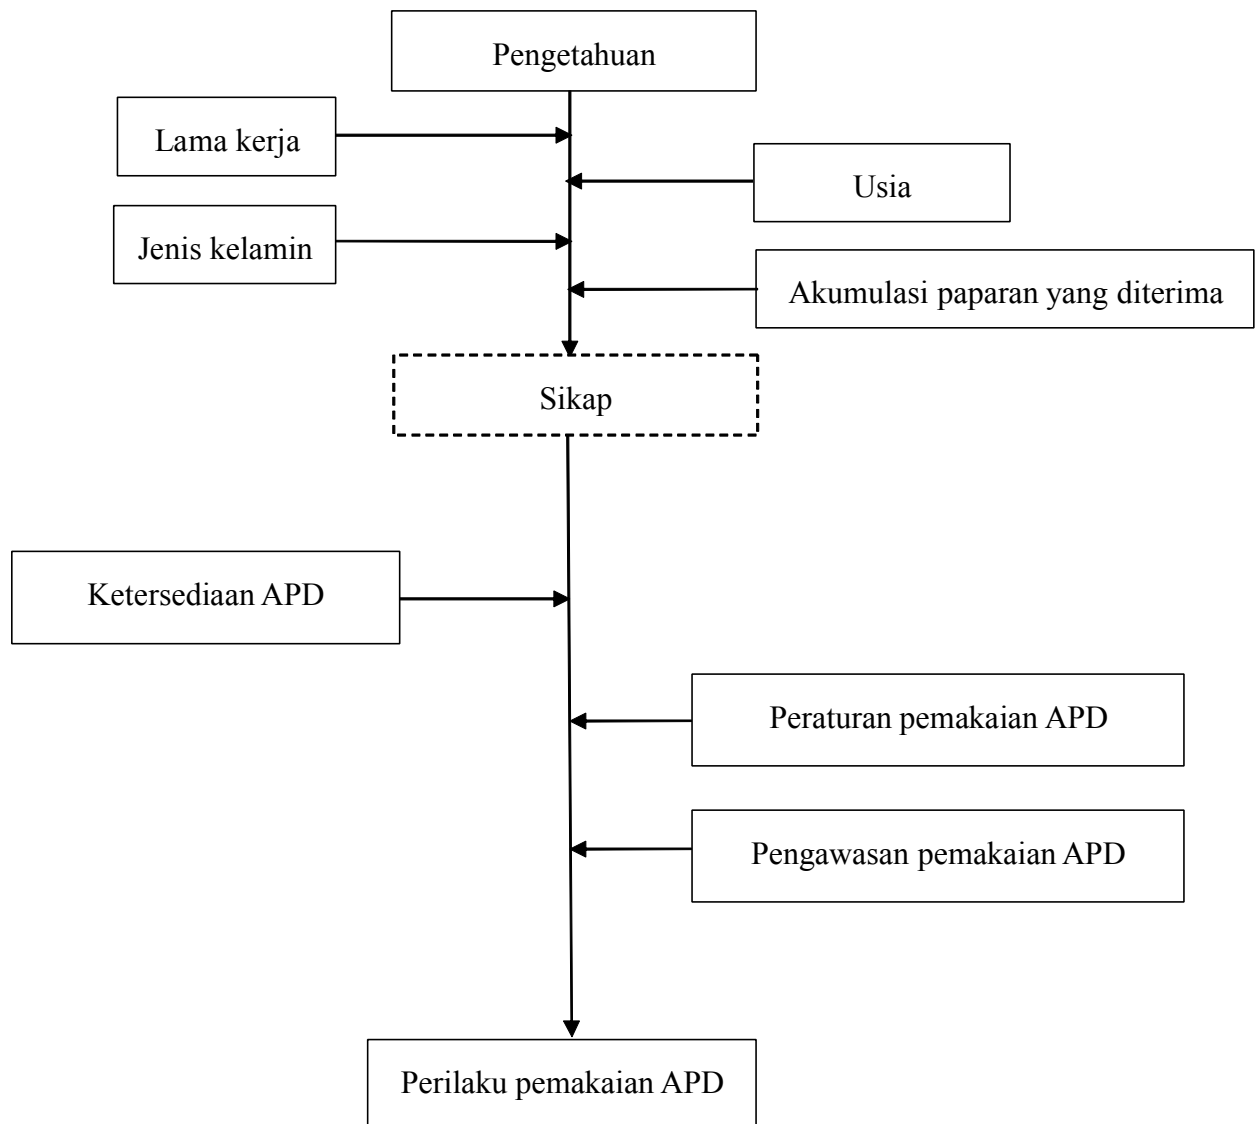 Pengetahuan
Lama kerja
Usia
Jenis kelamin
Akumulasi paparan yang diterima
Sikap
Ketersediaan APD
Peraturan pemakaian APD
Pengawasan pemakaian APD
Perilaku pemakaian APD